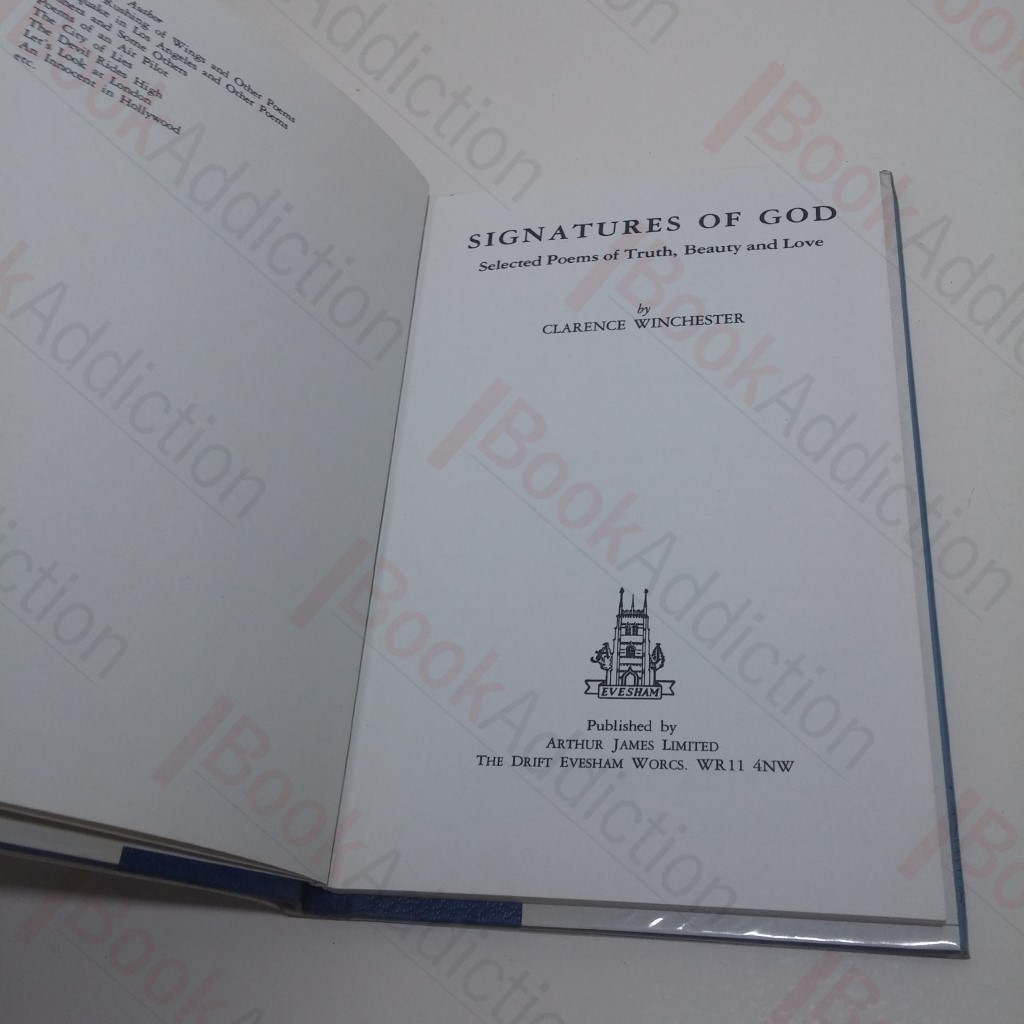 Author
Rushing of Wings and Other Poems
quake in Los Angeles and Other Poems
and Some Others
Poems of an Air Pilot
The City of Lies
The Devil Rides High
Let's Look at London
An Innocent in Hollywood
etc.
SIGNATURES OF GOD
Selected Poems of Truth, Beauty and Love
by
CLARENCE WINCHESTER
EVESHAM
Published by
ARTHUR JAMES LIMITED
THE DRIFT EVESHAM WORCS. WR11 4NW
BookAddiction